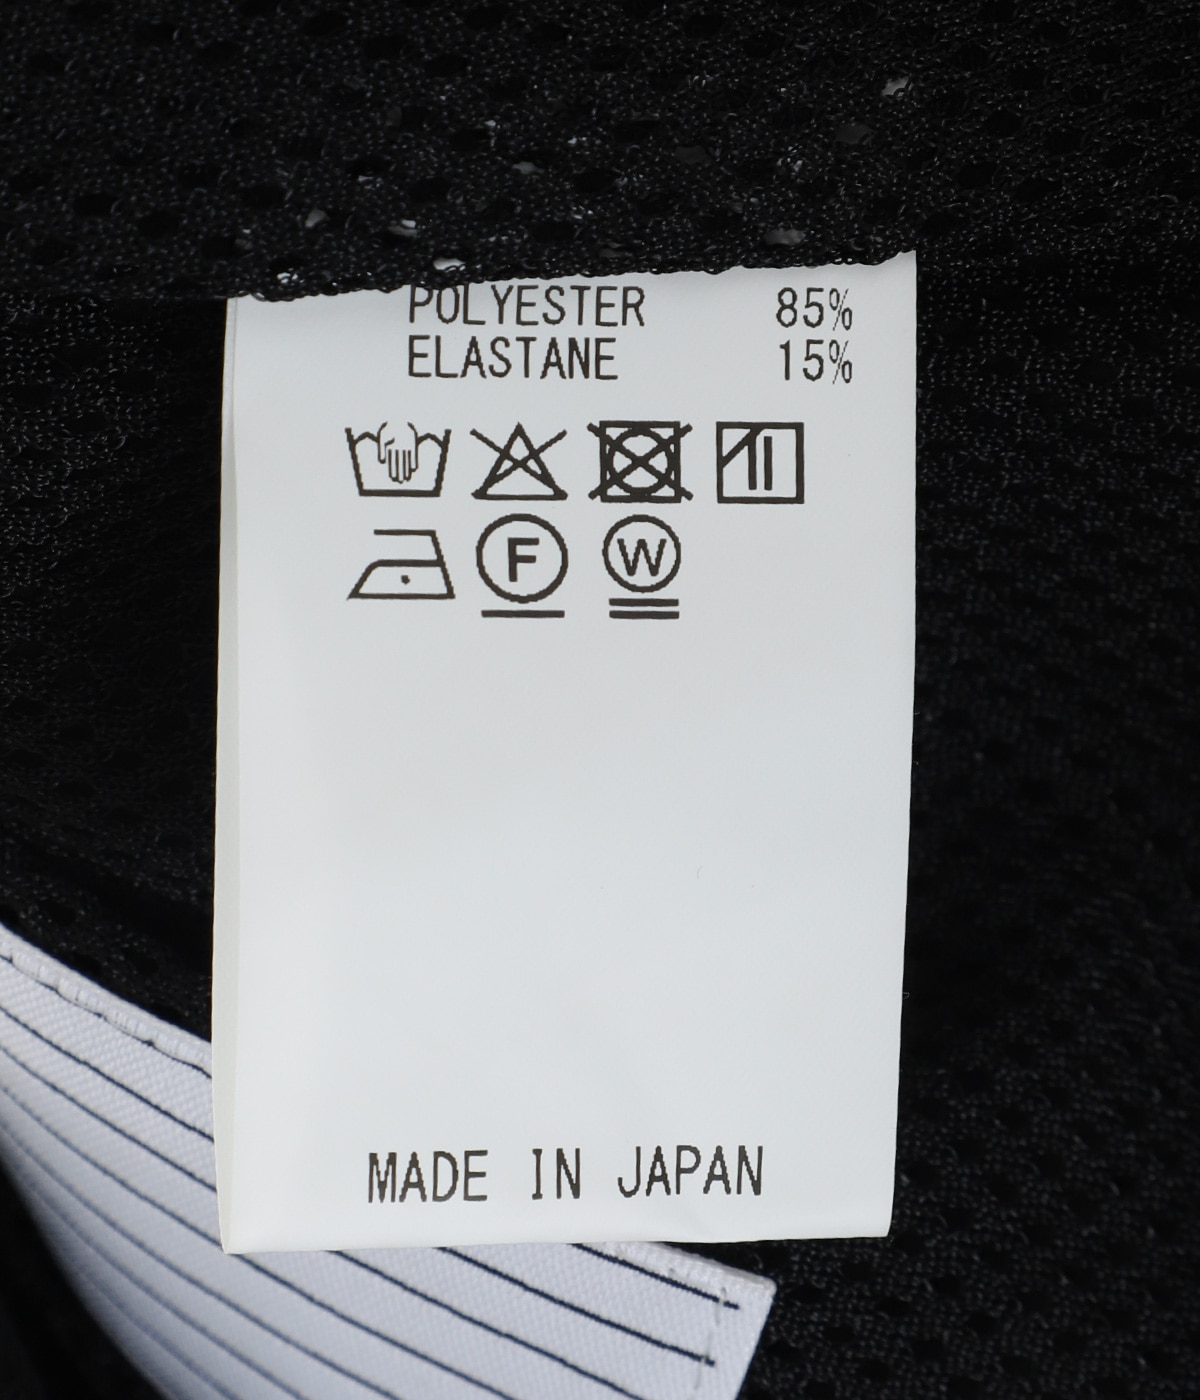 POLYESTER 85%
ELASTANE 15%
F W
MADE IN JAPAN